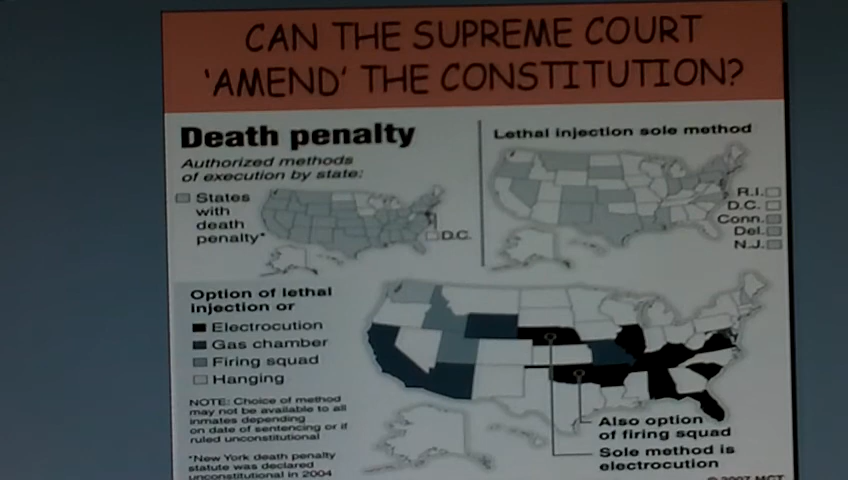 CAN THE SUPREME COURT
'AMEND' THE CONSTITUTION?
Death penalty
Authorized methods
of execution by state:
States
with
death
penalty*
D.C.
Lethal injection sole method
R.I.
D.C.
Conn.
Del.
N.J.
Option of lethal
injection or
Electrocution
Gas chamber
Firing squad
Hanging
NOTE: Choice of method
may not be available to all
inmates depending
on date of sentencing or if
ruled unconstitutional
*New York death penalty
statute was declared
unconstitutional in 2004
Also option
of firing squad
Sole method is
electrocution
© 2007 MCT